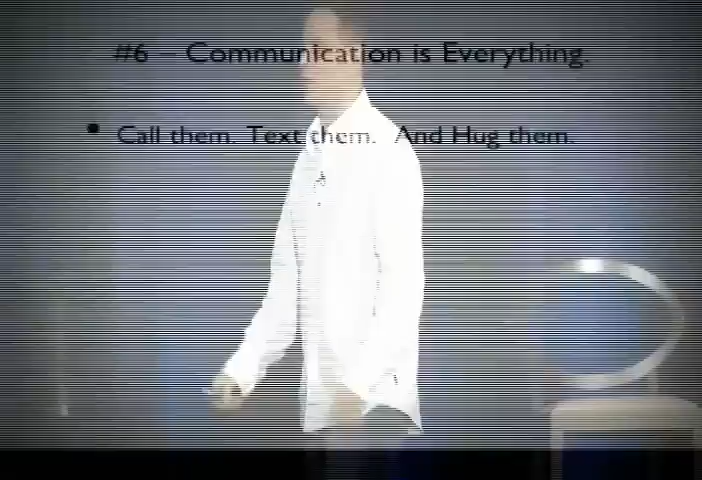 #6 – Communication is Everything.
• Call them. Text them. And Hug them.